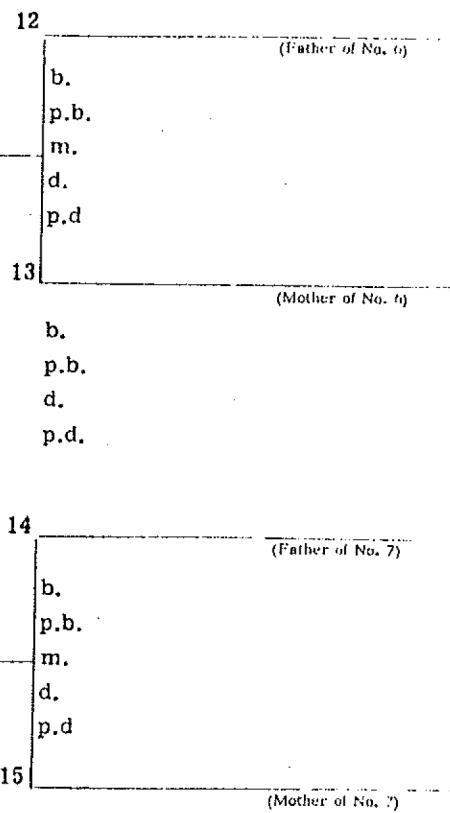 12
(Father of No. 6)
b.
p.b.
m.
d.
p.d
13
(Mother of No. 6)
b.
p.b.
d.
p.d.
14
(Father of No. 7)
b.
p.b.
m.
d.
p.d
15
(Mother of No. 7)